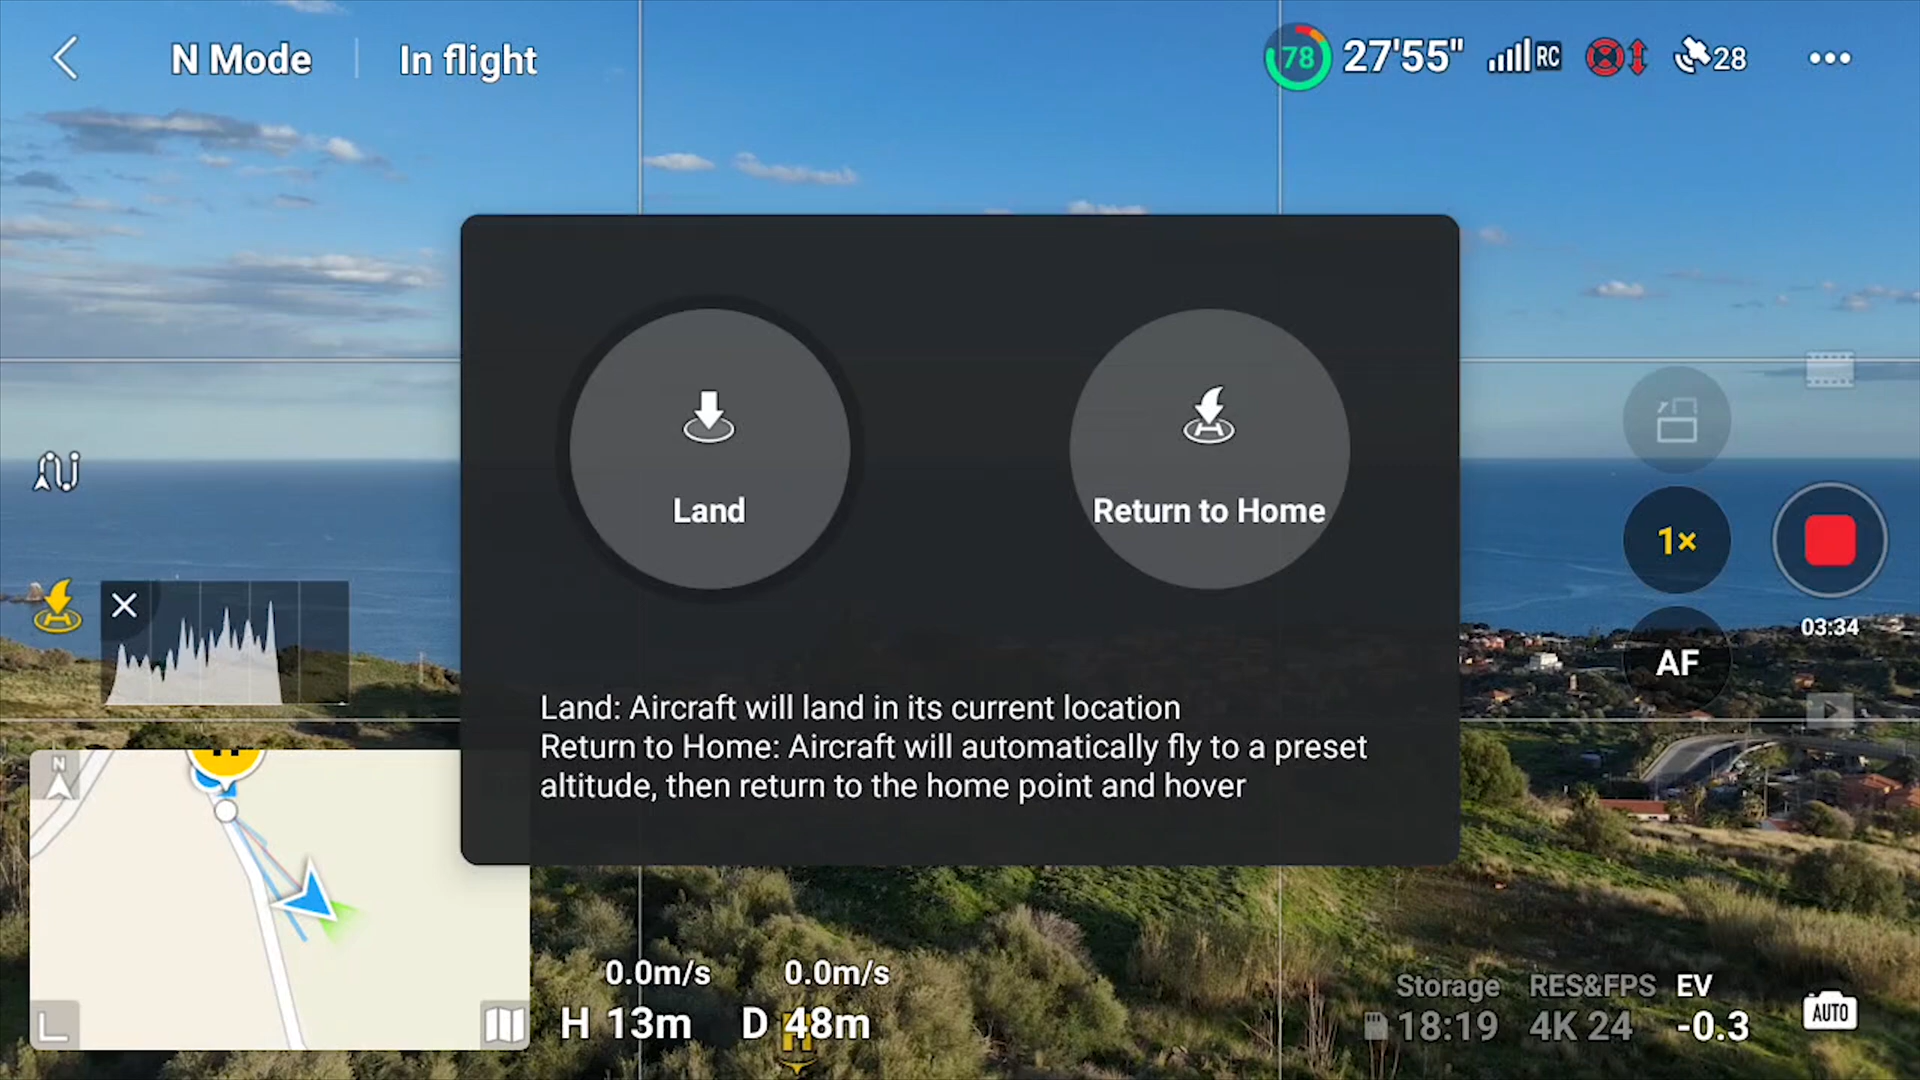 N Mode
In flight
78
27'55"
RC
28
Land
Return to Home
Land: Aircraft will land in its current location
Return to Home: Aircraft will automatically fly to a preset
altitude, then return to the home point and hover
1×
03:34
AF
N
H
L
0.0m/s
0.0m/s
H 13m
D 48m
H
Storage
RES&FPS
EV
18:19
4K 24
-0.3
AUTO